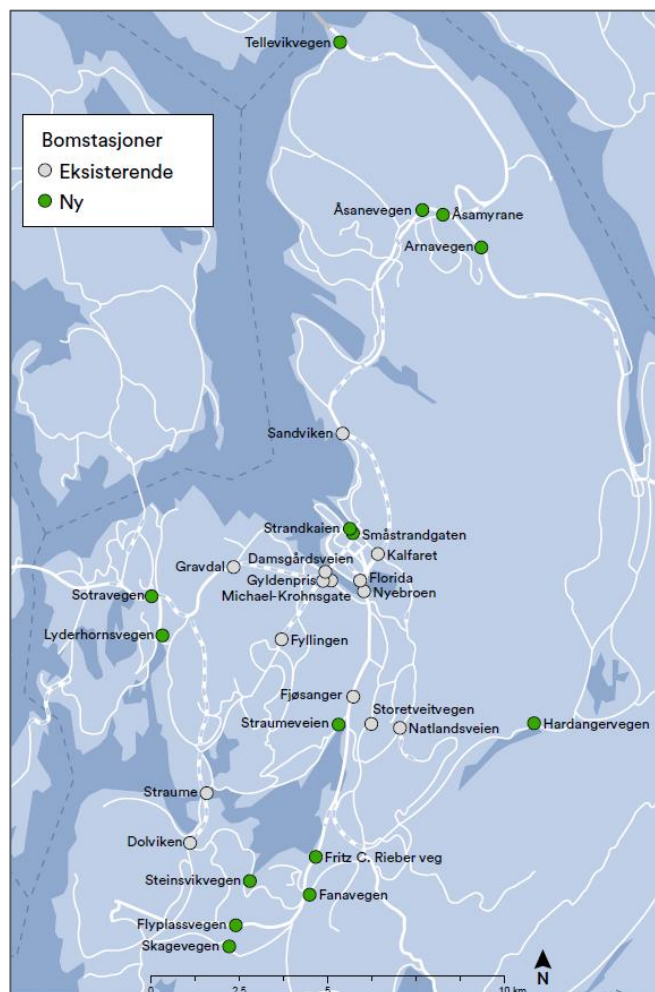 Tellevikvegen
Bomstasjoner
Eksisterende
Ny
Åsanevegen
Åsamyrane
Arnavegen
Sandviken
Strandkaien
Småstrandgaten
Kalfaret
Damsgårdsveien
Gravdal
Gyldenpris
Florida
Michael-Krohnsgate
Nyebroen
Sotravegen
Lyderhornsvegen
Fyllingen
Fjøsanger
Storetveitvegen
Straumeveien
Natlandsveien
Hardangervegen
Straume
Dolviken
Fritz C. Rieber veg
Steinsvikvegen
Fanavegen
Flyplassvegen
Skagevegen
0 2.5 5 10 km
N